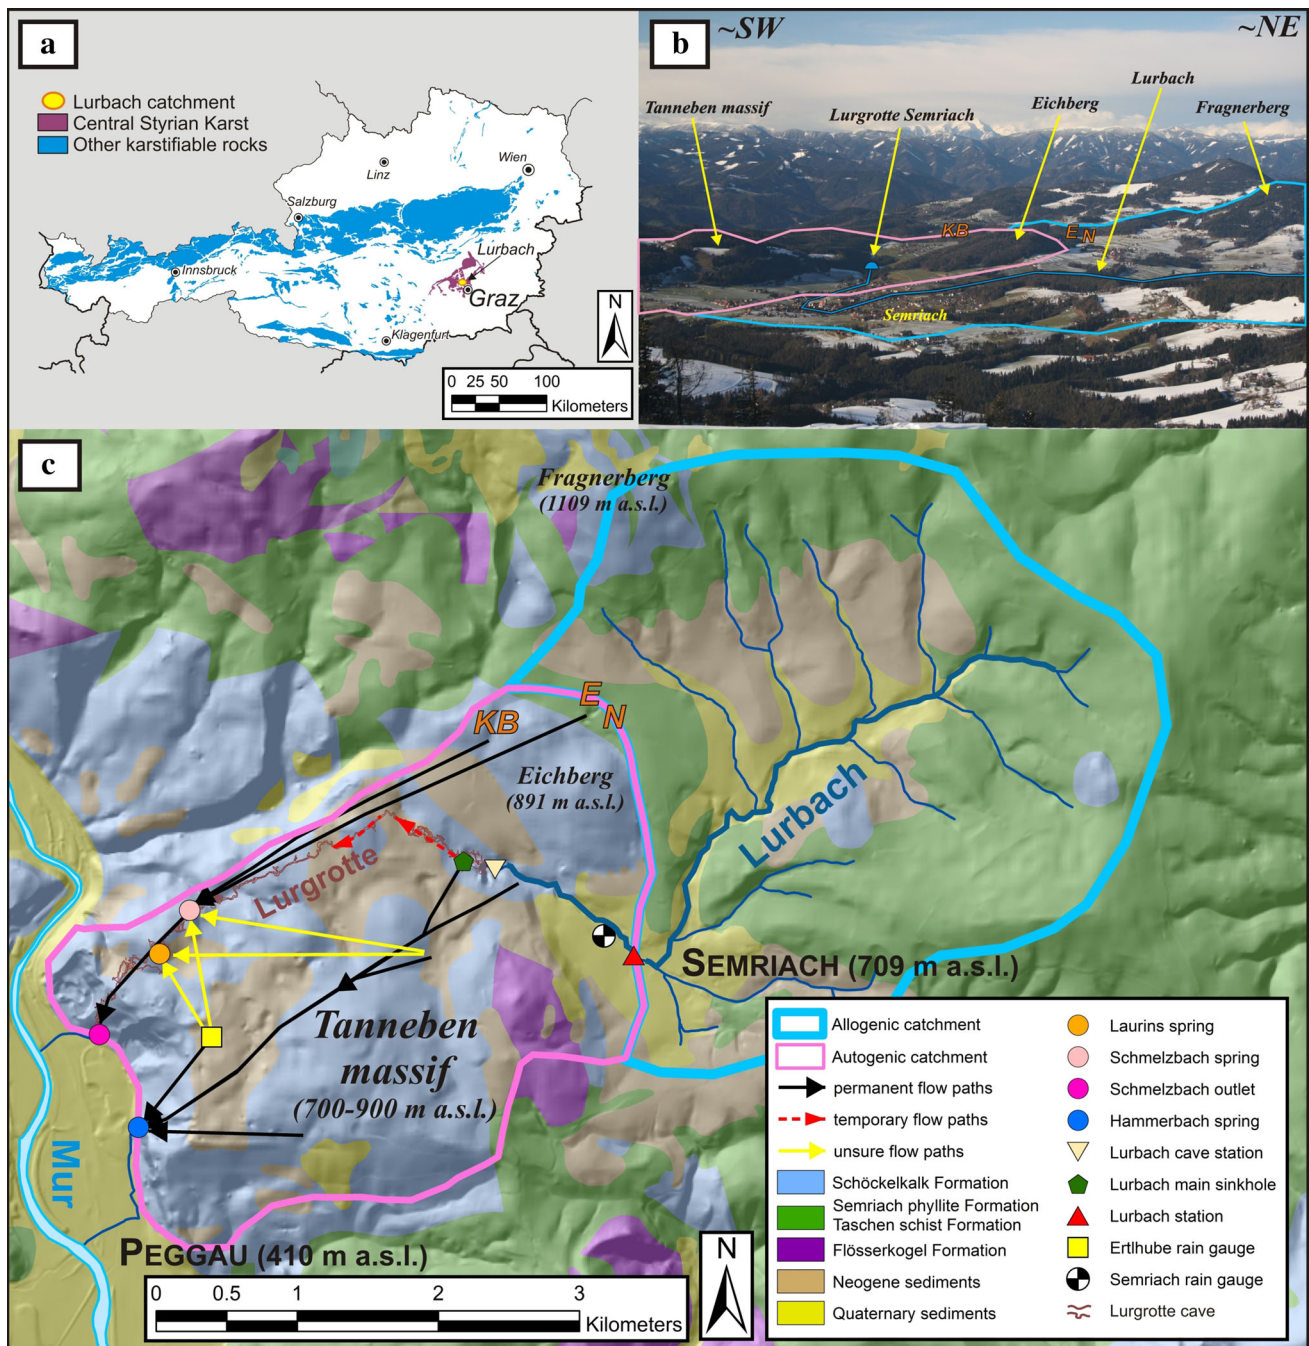 a
Lurbach catchment
Central Styrian Karst
Other karstifiable rocks
Linz
Wien
Salzburg
Innsbruck
Lurbach
Graz
Klagenfurt
N
0 25 50 100
Kilometers
b
~SW
~NE
Lurbach
Tanneben massif
Lurgrotte Semriach
Eichberg
Fragnerberg
KB
E
N
Semriach
c
Fragnerberg
(1109 m a.s.l.)
E
KB
N
Eichberg
(891 m a.s.l.)
Lurbach
Lurgrotte
SEMRIACH (709 m a.s.l.)
Tanneben
massif
(700-900 m a.s.l.)
Mur
PEGGAU (410 m a.s.l.)
0 0.5 1 2 3
Kilometers
N
Allogenic catchment
Autogenic catchment
permanent flow paths
temporary flow paths
unsure flow paths
Schöckelkalk Formation
Semriach phyllite Formation
Taschen schist Formation
Flösserkogel Formation
Neogene sediments
Quaternary sediments
Laurins spring
Schmelzbach spring
Schmelzbach outlet
Hammerbach spring
Lurbach cave station
Lurbach main sinkhole
Lurbach station
Ertlhube rain gauge
Semriach rain gauge
Lurgrotte cave